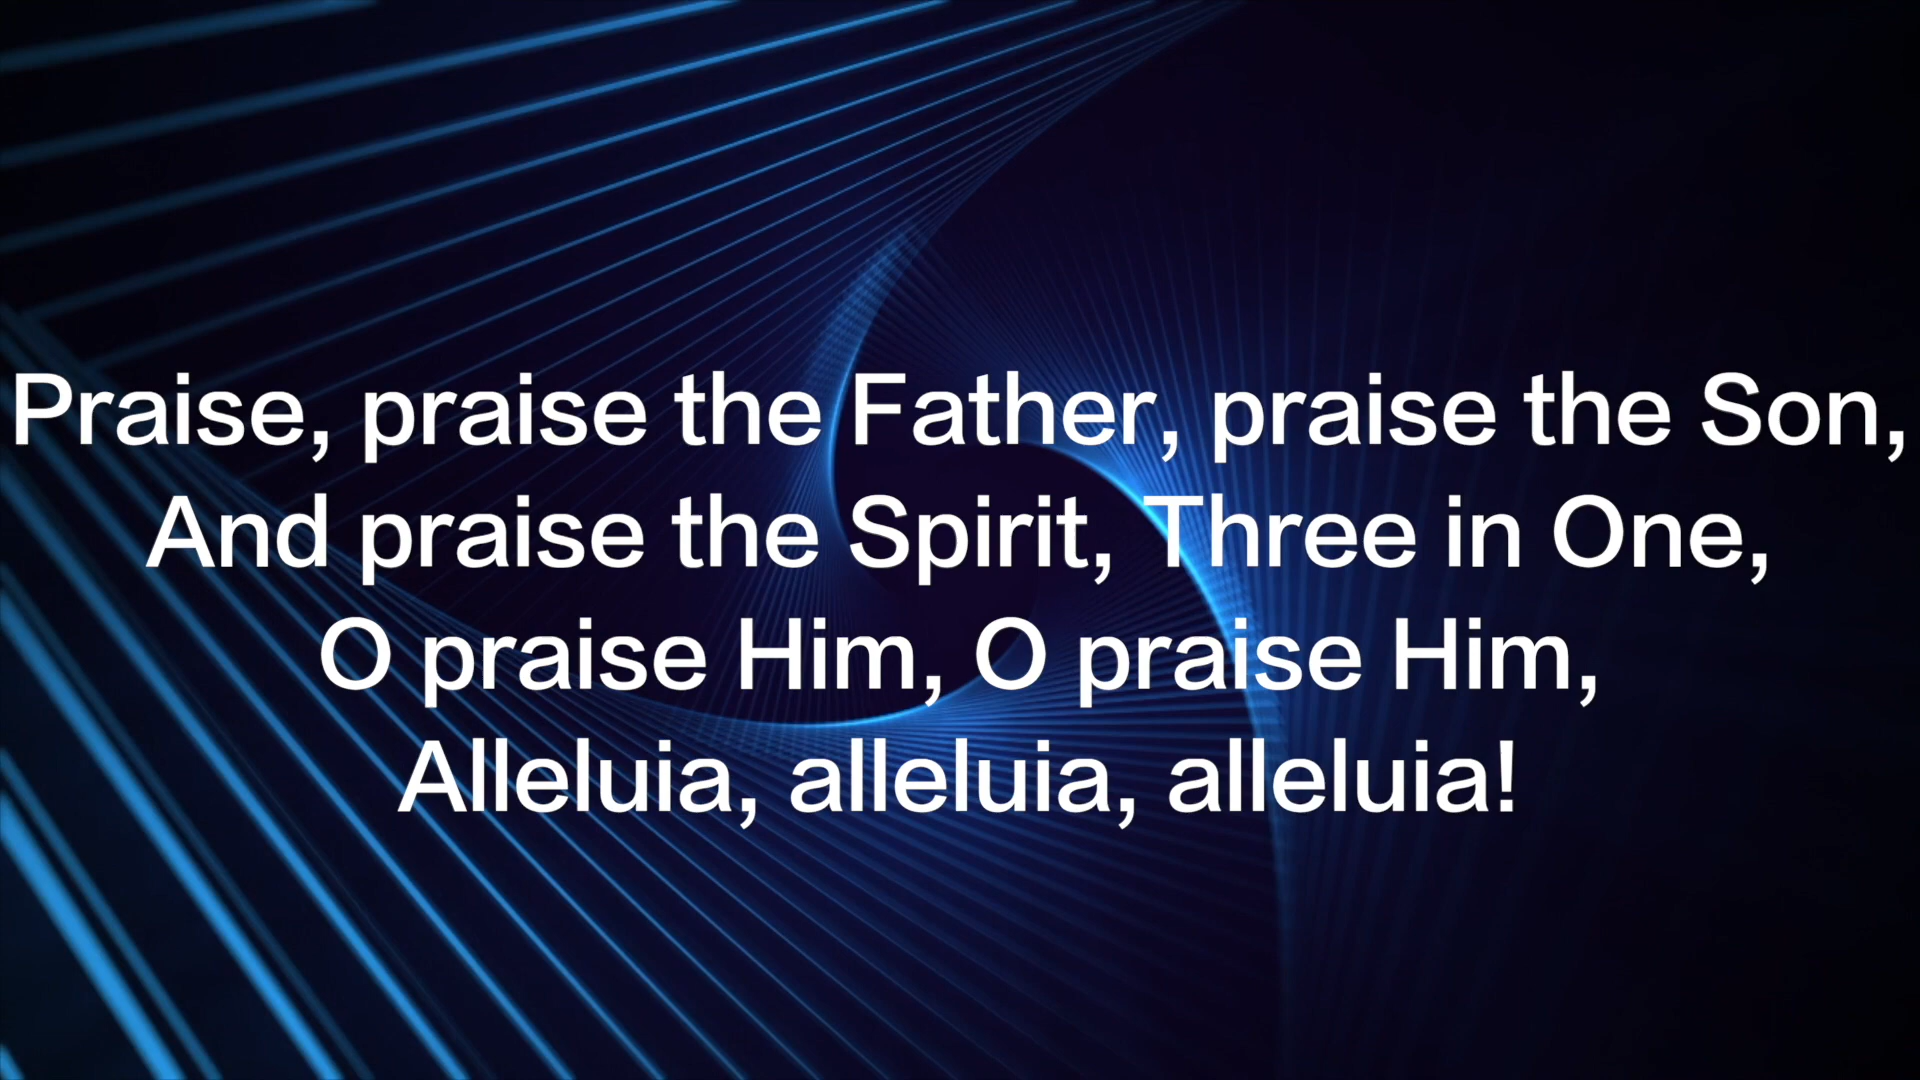 Praise, praise the Father, praise the Son,
And praise the Spirit, Three in One,
O praise Him, O praise Him,
Alleluia, alleluia, alleluia!